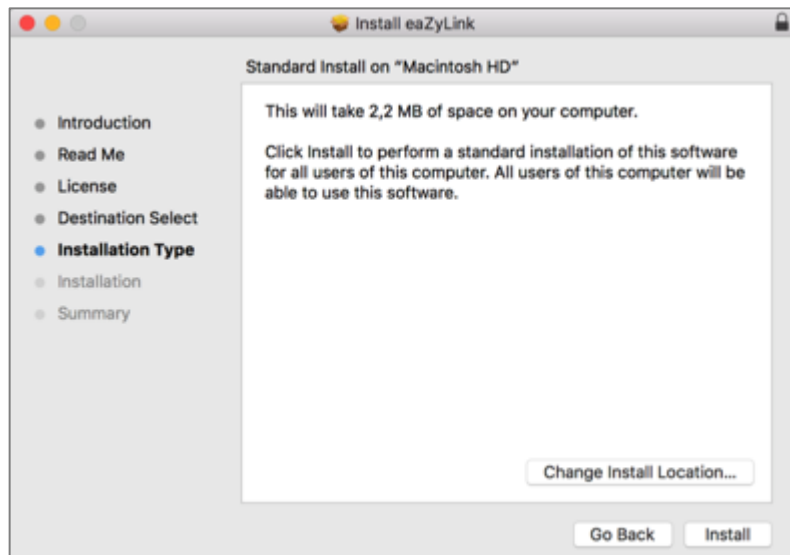 Install eaZyLink
Standard Install on “Macintosh HD”
Introduction
Read Me
License
Destination Select
Installation Type
Installation
Summary
This will take 2,2 MB of space on your computer.
Click Install to perform a standard installation of this software
for all users of this computer. All users of this computer will be
able to use this software.
Change Install Location...
Go Back
Install